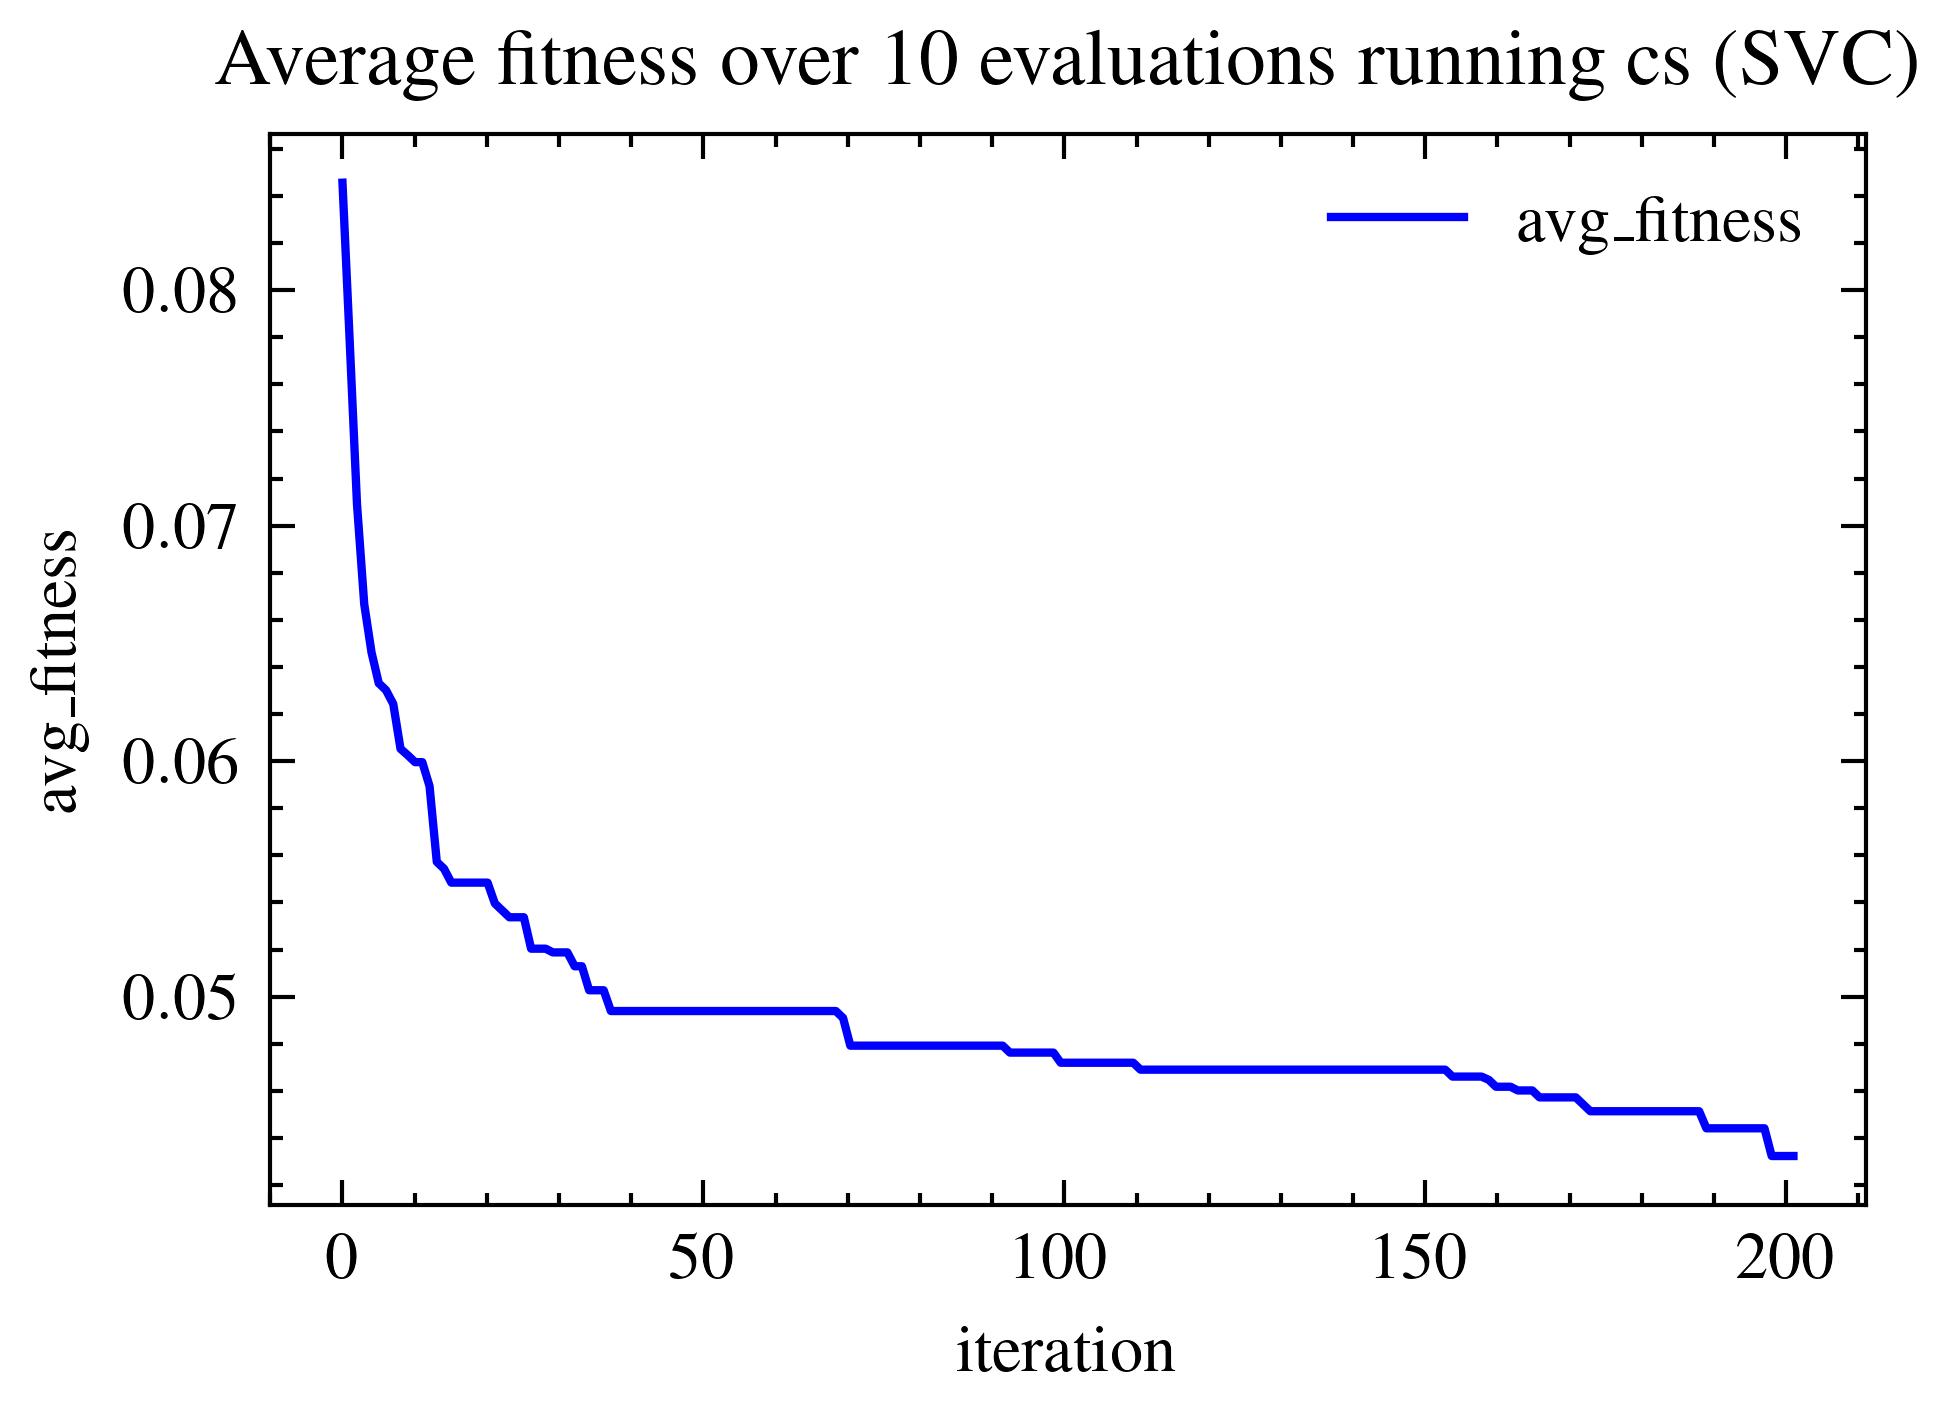 Average fitness over 10 evaluations running cs (SVC)
avg_fitness
0.08
0.07
0.06
0.05
avg_fitness
0 50 100 150 200
iteration